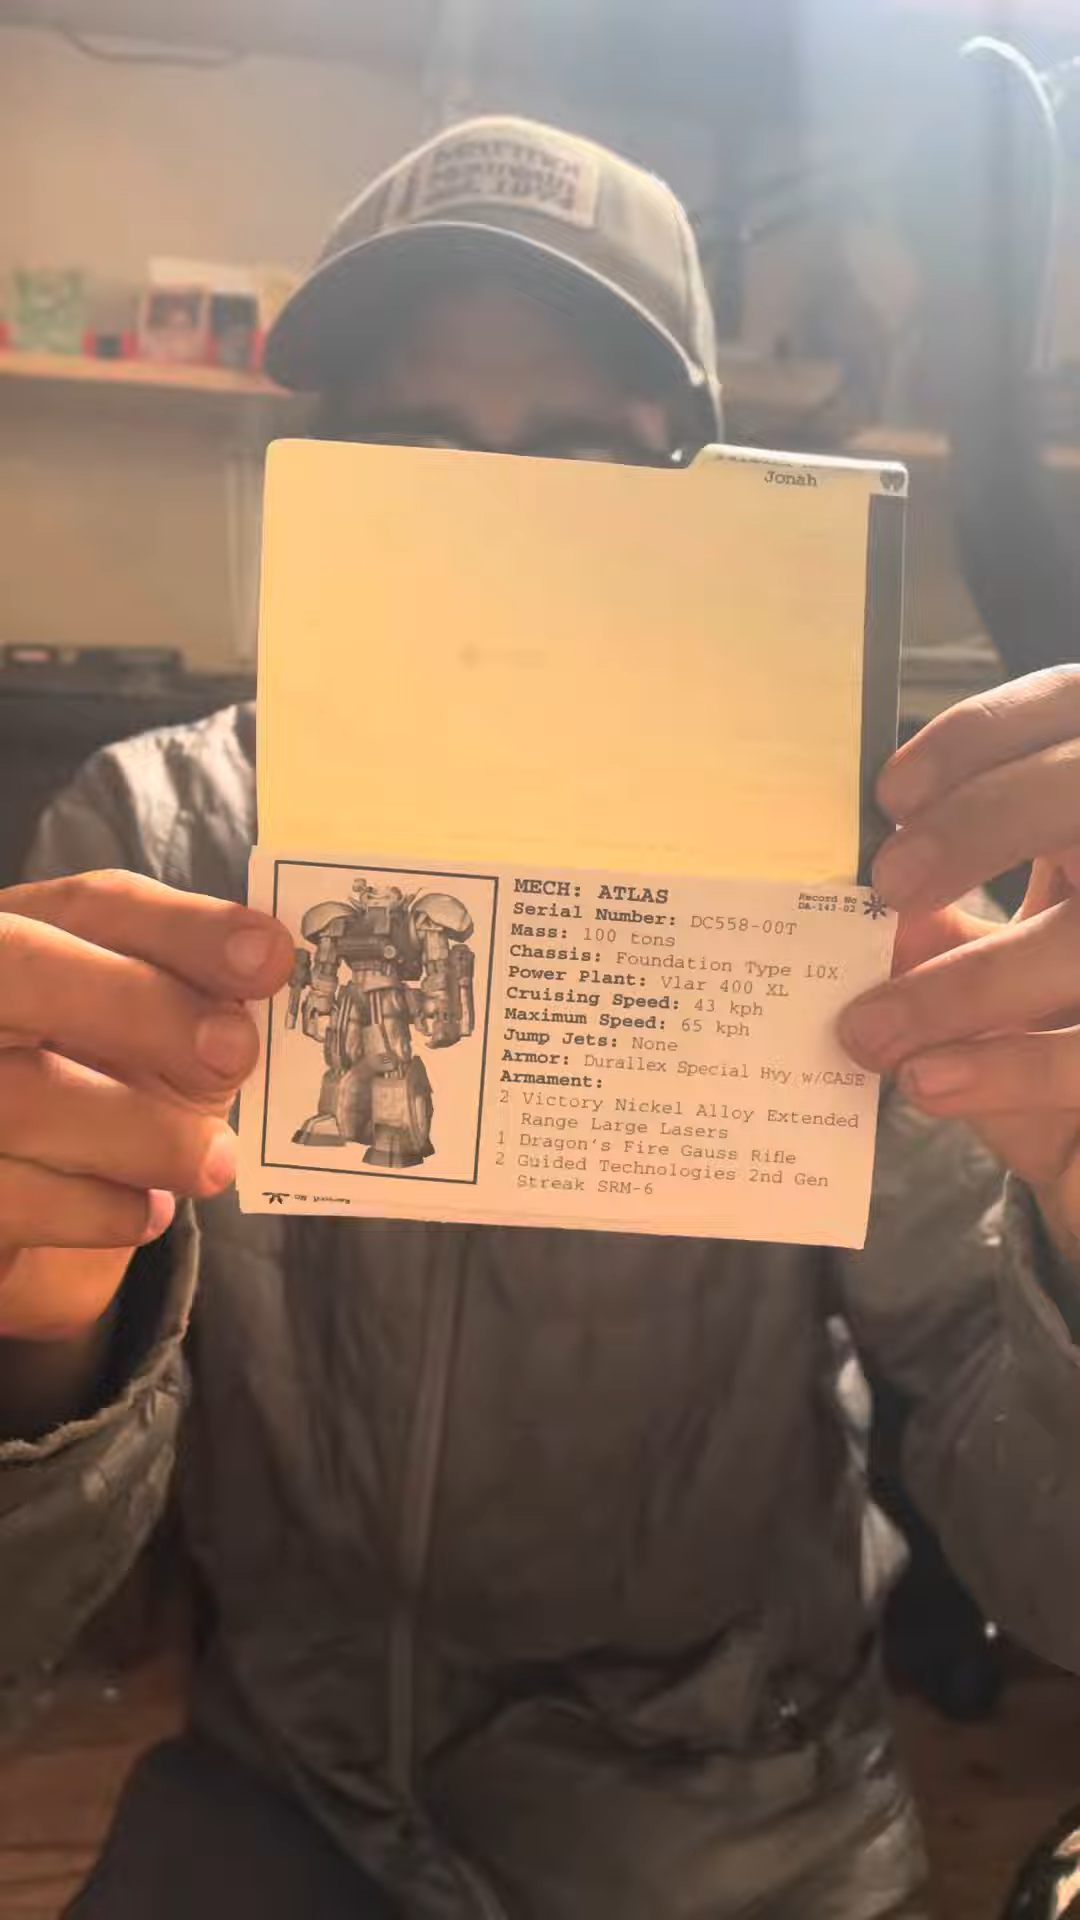 Jonah
MECH: ATLAS
Record No
DA-143-02
Serial Number: DC558-00T
Mass: 100 tons
Chassis: Foundation Type 10X
Power Plant: Vlar 400 XL
Cruising Speed: 43 kph
Maximum Speed: 65 kph
Jump Jets: None
Armor: Durallex Special Hvy w/CASE
Armament:
2 Victory Nickel Alloy Extended
Range Large Lasers
1 Dragon's Fire Gauss Rifle
2 Guided Technologies 2nd Gen
Streak SRM-6
Record No